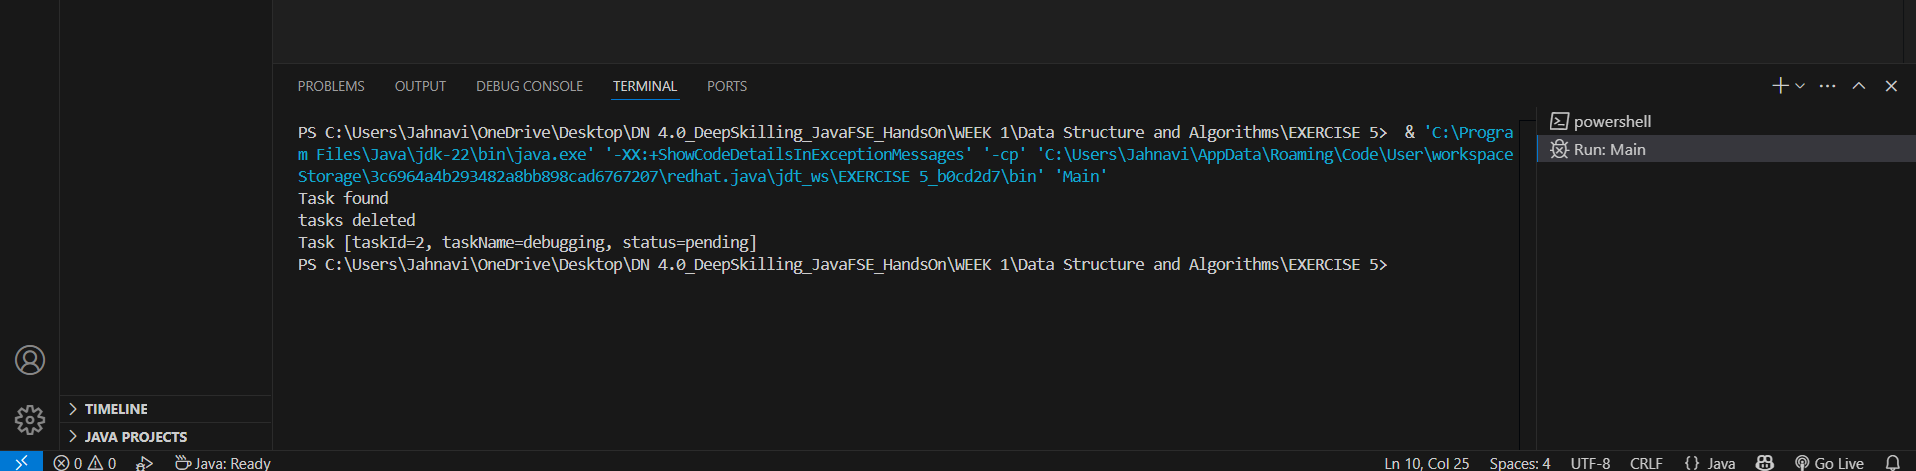 PROBLEMS OUTPUT DEBUG CONSOLE TERMINAL PORTS
PS C:\Users\Jahnavi\OneDrive\Desktop\DN 4.0_DeepSkilling_JavaFSE_HandsOn\WEEK 1\Data Structure and Algorithms\EXERCISE 5>  & 'C:\Progra
m Files\Java\jdk-22\bin\java.exe' '-XX:+ShowCodeDetailsInExceptionMessages' '-cp' 'C:\Users\Jahnavi\AppData\Roaming\Code\User\workspace
Storage\3c6964a4b293482a8bb898cad6767207\redhat.java\jdt_ws\EXERCISE 5_b0cd2d7\bin' 'Main'
Task found
tasks deleted
Task [taskId=2, taskName=debugging, status=pending]
PS C:\Users\Jahnavi\OneDrive\Desktop\DN 4.0_DeepSkilling_JavaFSE_HandsOn\WEEK 1\Data Structure and Algorithms\EXERCISE 5>
powershell
Run: Main
TIMELINE
JAVA PROJECTS
0 0 Java: Ready Ln 10, Col 25 Spaces: 4 UTF-8 CRLF {} Java Go Live